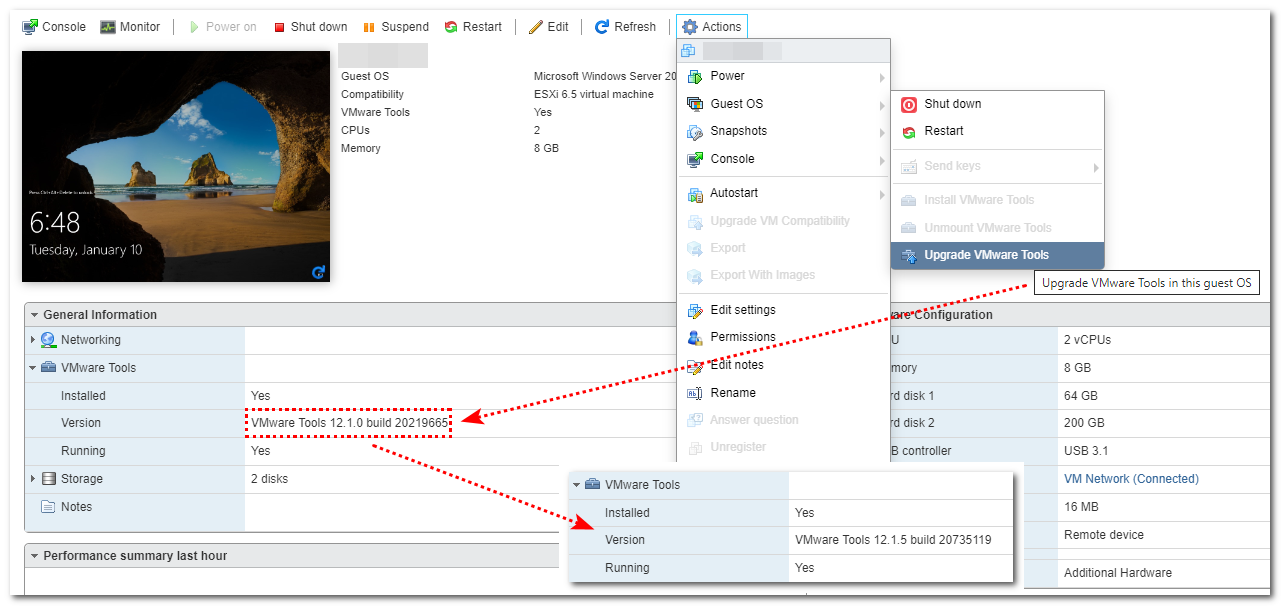 Console Monitor Power on Shut down Suspend Restart Edit Refresh Actions
Guest OS Microsoft Windows Server 20
Compatibility ESXi 6.5 virtual machine
VMware Tools Yes
CPUs 2
Memory 8 GB
Press Ctrl+Alt+Delete to unlock.
6:48
Tuesday, January 10
Power
Guest OS
Snapshots
Console
Autostart
Upgrade VM Compatibility
Export
Export With Images
Edit settings
Permissions
Edit notes
Rename
Answer question
Unregister
Shut down
Restart
Send keys
Install VMware Tools
Unmount VMware Tools
Upgrade VMware Tools
Upgrade VMware Tools in this guest OS
General Information
Networking
VMware Tools
Installed Yes
Version VMware Tools 12.1.0 build 20219665
Running Yes
Storage 2 disks
Notes
Performance summary last hour
Configuration
U 2 vCPUs
mory 8 GB
rd disk 1 64 GB
rd disk 2 200 GB
B controller USB 3.1
VM Network (Connected)
16 MB
Remote device
Additional Hardware
VMware Tools
Installed Yes
Version VMware Tools 12.1.5 build 20735119
Running Yes